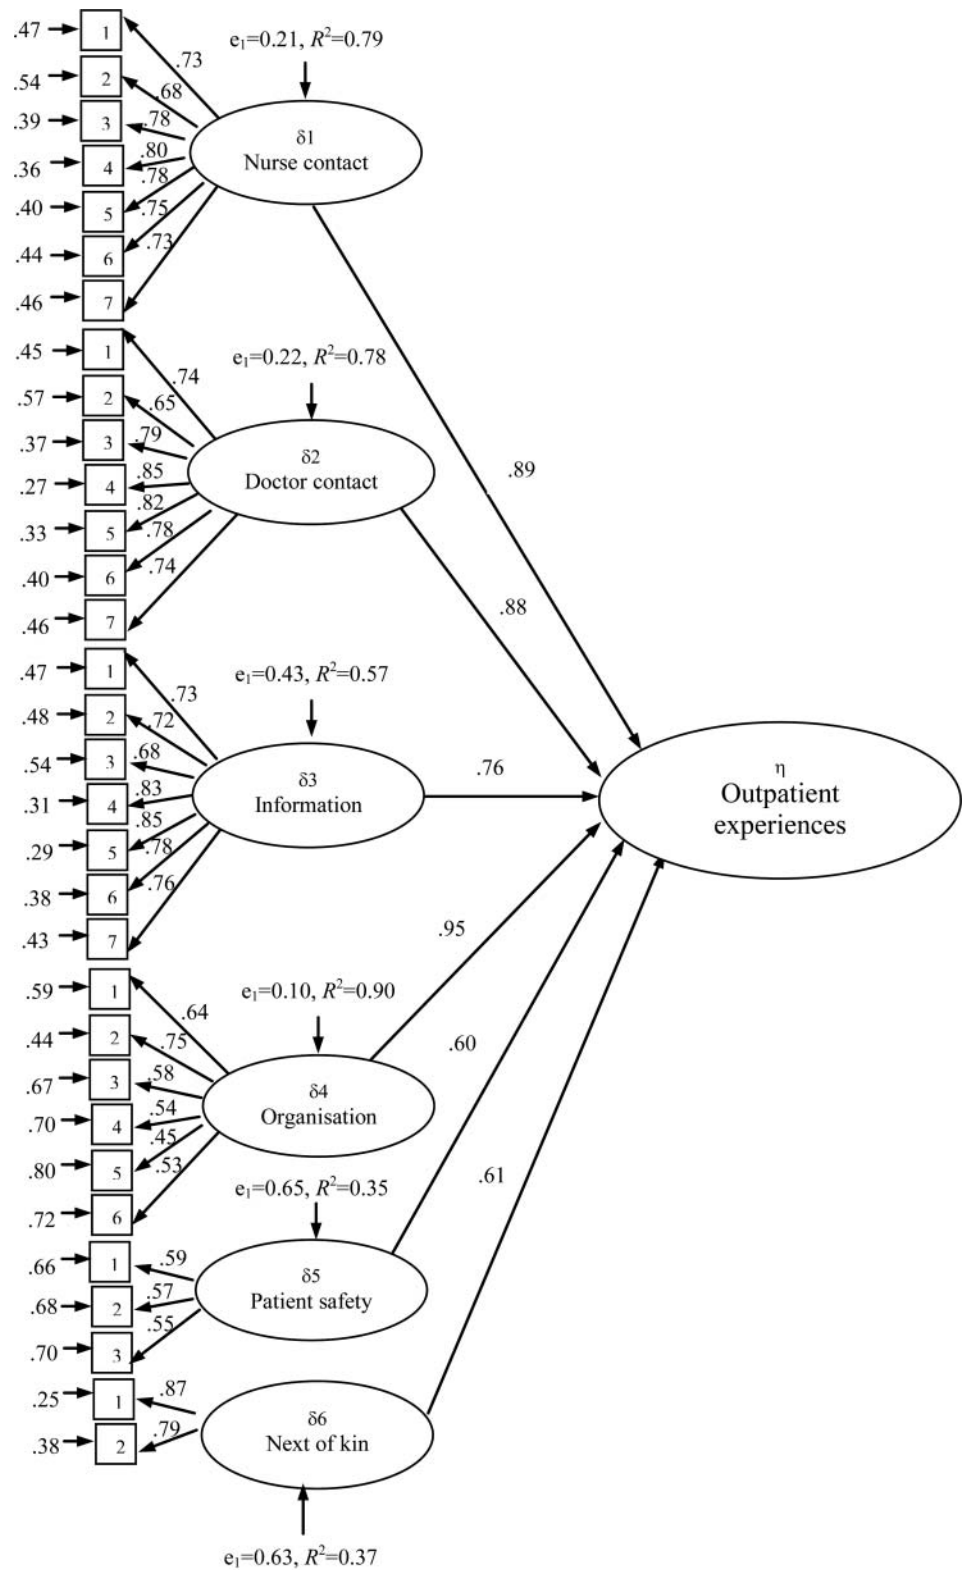 e₁=0.21, R²=0.79
.47 1 .73
.54 2 .68
.39 3 .78
.36 4 .80
.40 5 .78
.44 6 .75
.46 7 .73
δ1
Nurse contact
.89
e₁=0.22, R²=0.78
.45 1 .74
.57 2 .65
.37 3 .79
.27 4 .85
.33 5 .82
.40 6 .78
.46 7 .74
δ2
Doctor contact
.88
e₁=0.43, R²=0.57
.47 1 .73
.48 2 .72
.54 3 .68
.31 4 .83
.29 5 .85
.38 6 .78
.43 7 .76
δ3
Information
.76
η
Outpatient
experiences
e₁=0.10, R²=0.90
.59 1 .64
.44 2 .75
.67 3 .58
.70 4 .54
.80 5 .45
.72 6 .53
δ4
Organisation
.95
e₁=0.65, R²=0.35
.66 1 .59
.68 2 .57
.70 3 .55
δ5
Patient safety
.60
.25 1 .87
.38 2 .79
δ6
Next of kin
.61
e₁=0.63, R²=0.37